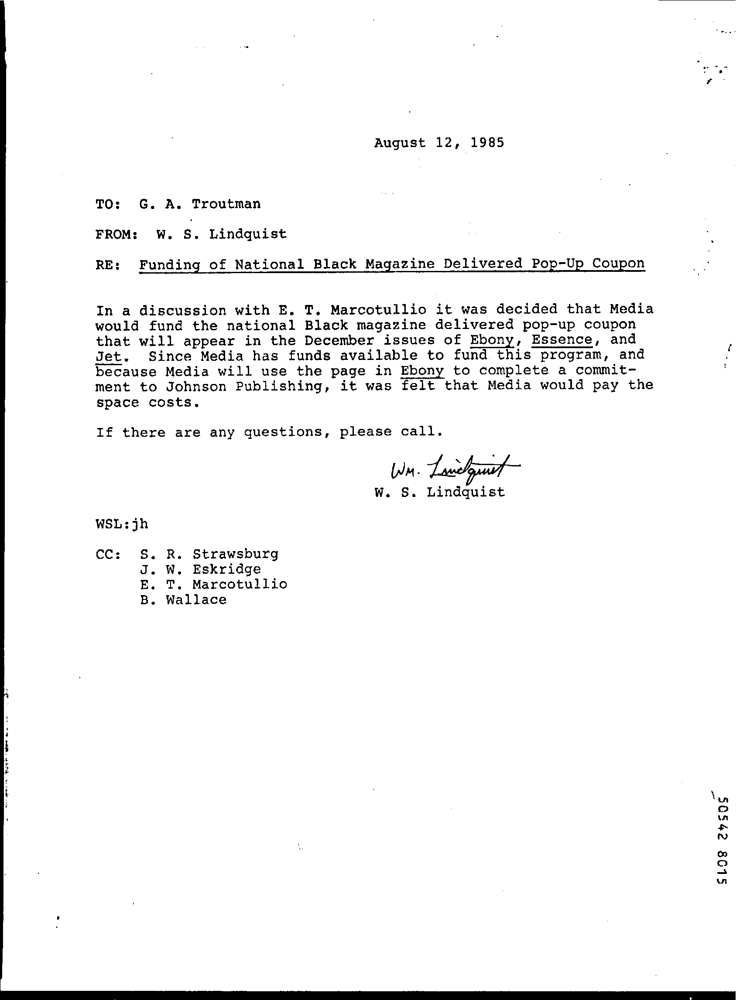 August 12, 1985
TO: G. A. Troutman
FROM: W. S. Lindquist
RE: Funding of National Black Magazine Delivered Pop-Up Coupon
In a discussion with E. T. Marcotullio it was decided that Media
would fund the national Black magazine delivered pop-up coupon
that will appear in the December issues of Ebony, Essence, and
Jet. Since Media has funds available to fund this program, and
because Media will use the page in Ebony to complete a commit-
ment to Johnson Publishing, it was felt that Media would pay the
space costs.
If there are any questions, please call.
Wm. Lindquist
W. S. Lindquist
WSL:jh
CC: S. R. Strawsburg
J. W. Eskridge
E. T. Marcotullio
B. Wallace
50542 8015